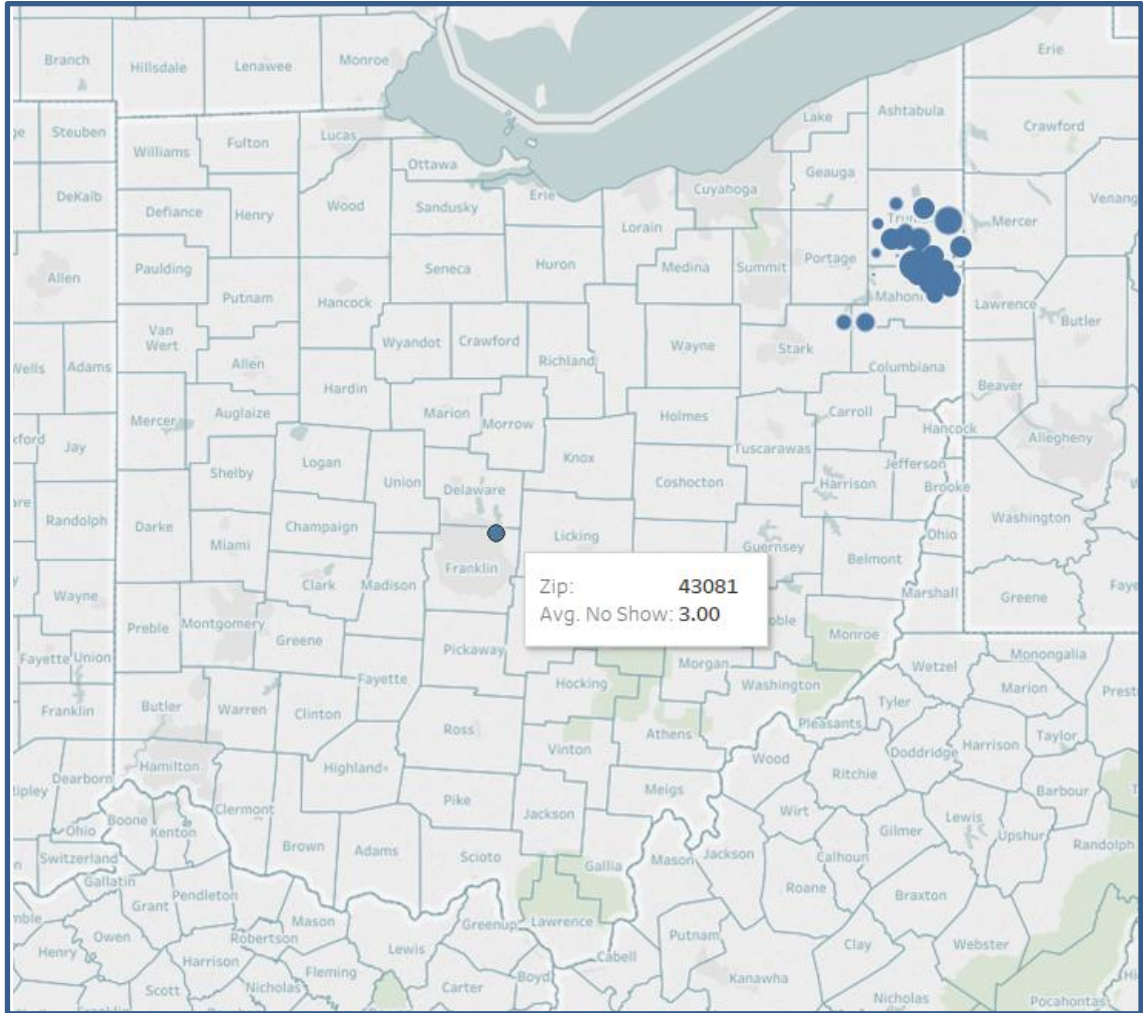 Branch
Hillsdale
Lenawee
Monroe
Erie
Steuben
Williams
Fulton
Lucas
Ottawa
Lake
Ashtabula
Crawford
DeKalb
Defiance
Henry
Wood
Sandusky
Erie
Lorain
Cuyahoga
Geauga
Mercer
Allen
Paulding
Putnam
Hancock
Seneca
Huron
Medina
Summit
Portage
Lawrence
Butler
Van
Wert
Allen
Wyandot
Crawford
Richland
Wayne
Stark
Columbiana
Beaver
Adams
Mercer
Auglaize
Hardin
Marion
Morrow
Holmes
Carroll
Hancock
Allegheny
Jay
Shelby
Logan
Union
Delaware
Knox
Coshocton
Tuscarawas
Harrison
Jefferson
Brooke
Randolph
Darke
Miami
Champaign
Franklin
Licking
Guernsey
Belmont
Ohio
Washington
Wayne
Preble
Montgomery
Clark
Greene
Madison
Zip: 43081
Avg. No Show: 3.00
Monroe
Marshall
Greene
Fayette
Union
Pickaway
Fayette
Hocking
Morgan
Washington
Wetzel
Monongalia
Franklin
Butler
Warren
Clinton
Ross
Vinton
Athens
Pleasants
Tyler
Marion
Dearborn
Hamilton
Clermont
Highland
Pike
Jackson
Meigs
Wood
Ritchie
Doddridge
Harrison
Taylor
Barbour
Ohio
Boone
Kenton
Brown
Adams
Scioto
Gallia
Mason
Jackson
Wirt
Calhoun
Gilmer
Lewis
Upshur
Randolph
Switzerland
Gallatin
Grant
Pendleton
Mason
Lewis
Greenup
Lawrence
Roane
Braxton
Owen
Henry
Robertson
Harrison
Fleming
Boyd
Cabell
Putnam
Clay
Webster
Scott
Nicholas
Carter
Kanawha
Nicholas
Pocahontas